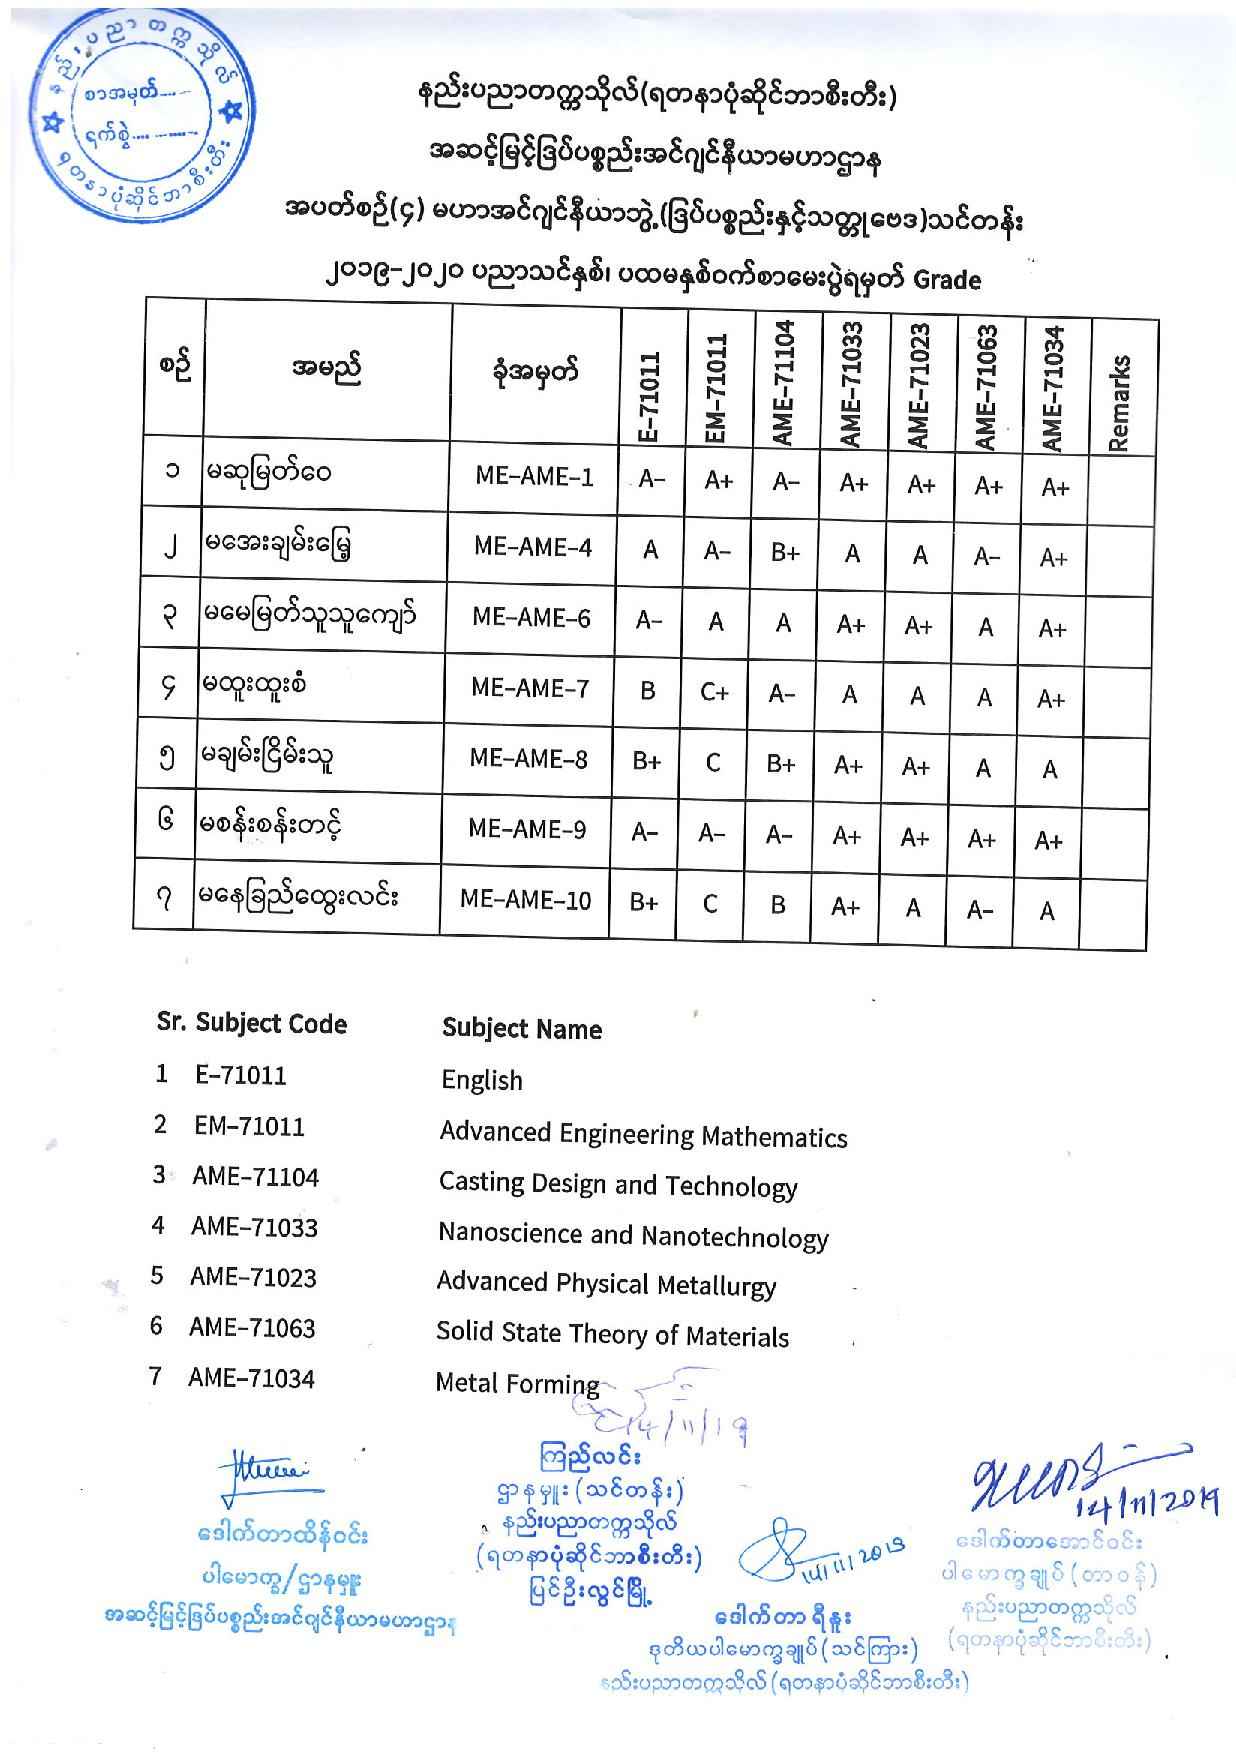 နည်းပညာတက္ကသိုလ်
စာအမှတ်.....
ရက်စွဲ.............
ရတနာပုံဆိုင်ဘာစီးတီး
နည်းပညာတက္ကသိုလ်(ရတနာပုံဆိုင်ဘာစီးတီး)
အဆင့်မြင့်ဒြပ်ပစ္စည်းအင်ဂျင်နီယာမဟာဌာန
အပတ်စဉ်(၄) မဟာအင်ဂျင်နီယာဘွဲ့(ဒြပ်ပစ္စည်းနှင့်သတ္တုဗေဒ)သင်တန်း
၂၀၁၉-၂၀၂၀ ပညာသင်နှစ်၊ ပထမနှစ်ဝက်စာမေးပွဲရမှတ် Grade
စဉ် အမည် ခုံအမှတ် E-71011 EM-71011 AME-71104 AME-71033 AME-71023 AME-71063 AME-71034 Remarks
၁ မဆုမြတ်ဝေ ME-AME-1 A- A+ A- A+ A+ A+ A+
၂ မအေးချမ်းမြေ့ ME-AME-4 A A- B+ A A A- A+
၃ မမေမြတ်သူသူကျော် ME-AME-6 A- A A A+ A+ A A+
၄ မထူးထူးစံ ME-AME-7 B C+ A- A A A A+
၅ မချမ်းငြိမ်းသူ ME-AME-8 B+ C B+ A+ A+ A A
၆ မစန်းစန်းတင့် ME-AME-9 A- A- A- A+ A+ A+ A+
၇ မနေခြည်ထွေးလင်း ME-AME-10 B+ C B A+ A A- A
Sr. Subject Code Subject Name
1 E-71011 English
2 EM-71011 Advanced Engineering Mathematics
3 AME-71104 Casting Design and Technology
4 AME-71033 Nanoscience and Nanotechnology
5 AME-71023 Advanced Physical Metallurgy
6 AME-71063 Solid State Theory of Materials
7 AME-71034 Metal Forming
14/11/19
ကြည်လင်း
ဌာနမှူး(သင်တန်း)
နည်းပညာတက္ကသိုလ်
(ရတနာပုံဆိုင်ဘာစီးတီး)
ပြင်ဦးလွင်မြို့
ဒေါက်တာထိန်ဝင်း
ပါမောက္ခ/ဌာနမှူး
အဆင့်မြင့်ဒြပ်ပစ္စည်းအင်ဂျင်နီယာမဟာဌာန
14/11/2019
ဒေါက်တာ ရီနူး
ဒုတိယပါမောက္ခချုပ်(သင်ကြား)
နည်းပညာတက္ကသိုလ်(ရတနာပုံဆိုင်ဘာစီးတီး)
14/11/2019
ဒေါက်တာအောင်ဝင်း
ပါမောက္ခချုပ်(တာဝန်)
နည်းပညာတက္ကသိုလ်
(ရတနာပုံဆိုင်ဘာစီးတီး)